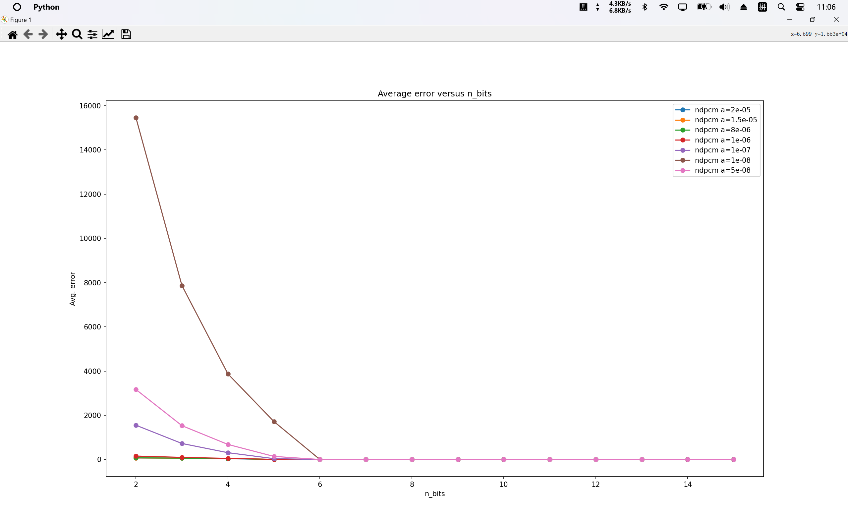 Python
4.3KB/s
6.8KB/s
11:06
Figure 1
Average error versus n_bits
16000
14000
12000
10000
8000
6000
4000
2000
0
Avg_error
ndpcm a=2e-05
ndpcm a=1.5e-05
ndpcm a=8e-06
ndpcm a=1e-06
ndpcm a=1e-07
ndpcm a=1e-08
ndpcm a=5e-08
2 4 6 8 10 12 14
n_bits